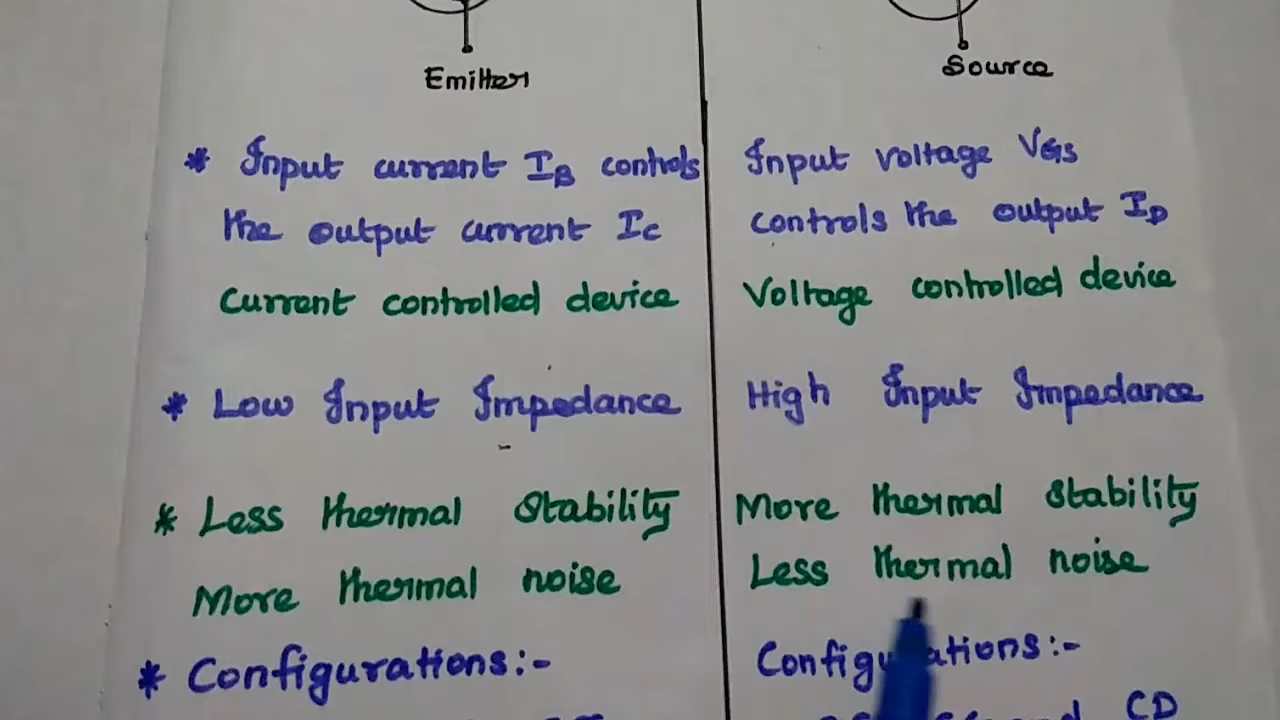 Emitter
* Input current IB controls
the output current IC
Current controlled device
* Low Input Impedance
* Less thermal Stability
More thermal noise
* Configurations:-
Source
Input voltage VGS
controls the output ID
Voltage controlled device
High Input Impedance
More thermal stability
Less thermal noise
Configurations:-
CD